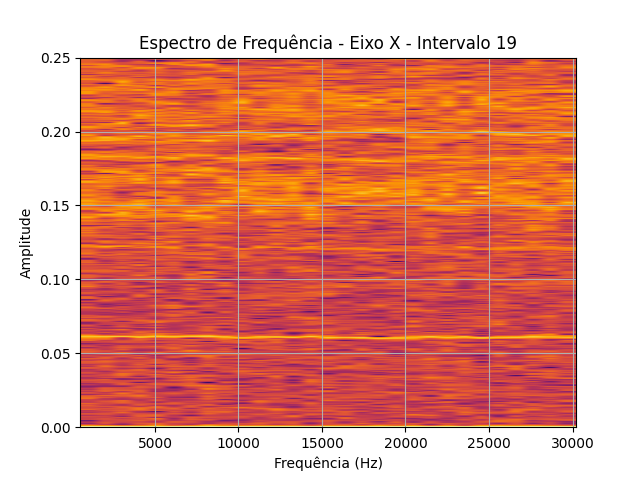 Espectro de Frequência - Eixo X - Intervalo 19
0.25
0.20
0.15
0.10
0.05
0.00
Amplitude
5000 10000 15000 20000 25000 30000
Frequência (Hz)